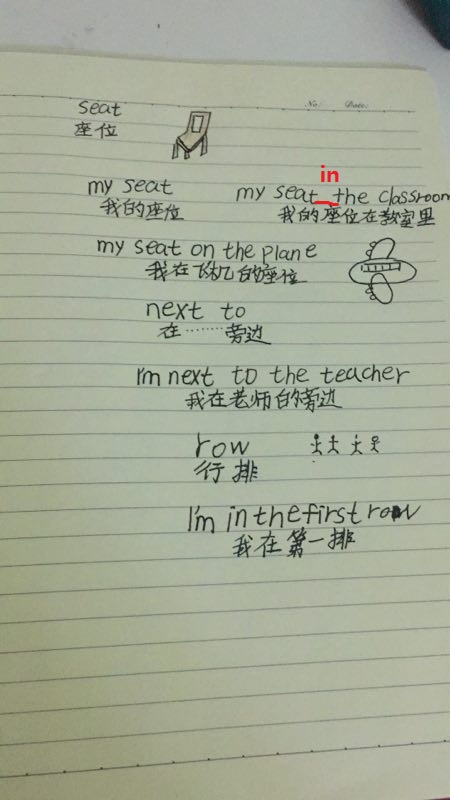 No: Date:
seat
座位
my seat
我的座位
in
my seat the classroom
我的座位在教室里
my seat on the plane
我在飞机的座位
next to
在………旁边
I'm next to the teacher
我在老师的旁边
row
行排
I'm in the first row
我在第一排